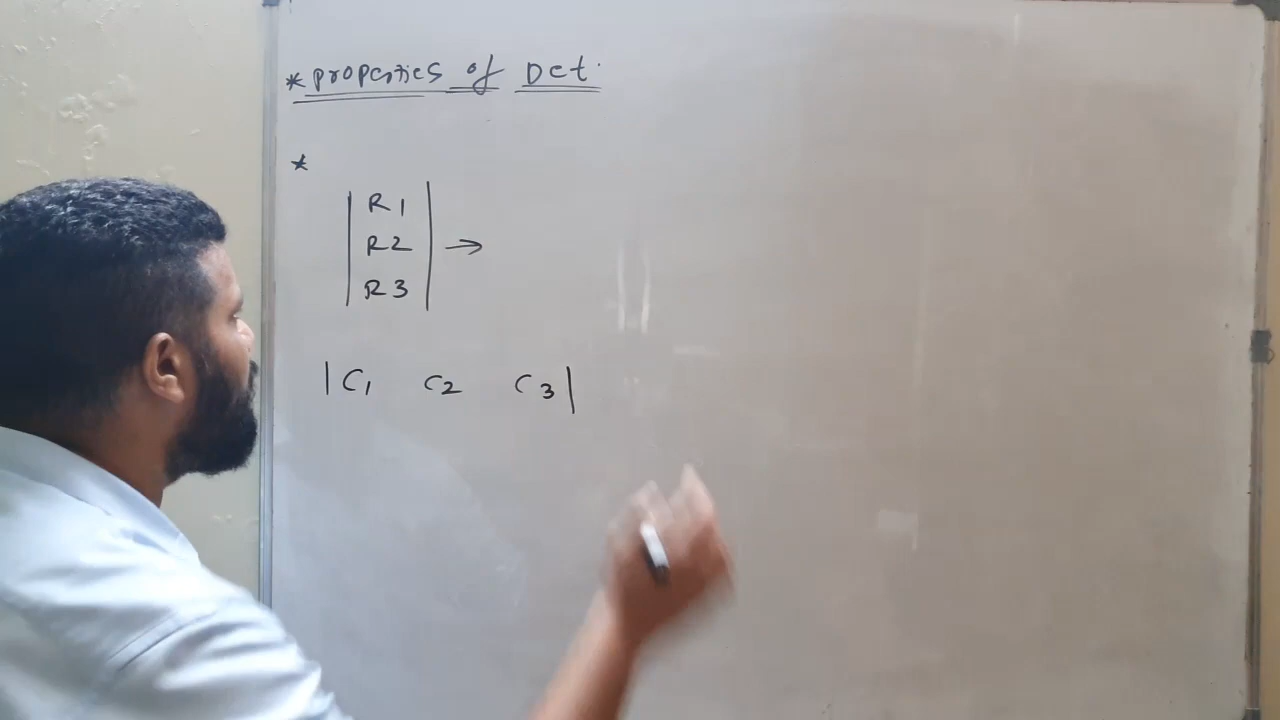 * properties of Det.
*
| R1 |
| R2 | →
| R3 |
| C1 C2 C3 |